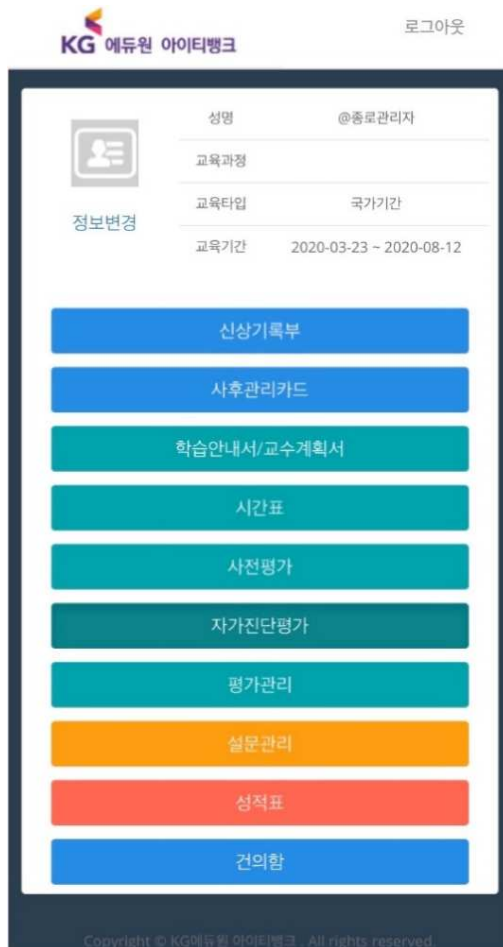 KG 에듀원 아이티뱅크
로그아웃
성명 @종로관리자
교육과정
정보변경
교육타입 국가기간
교육기간 2020-03-23 ~ 2020-08-12
신상기록부
사후관리카드
학습안내서/교수계획서
시간표
사전평가
자가진단평가
평가관리
설문관리
성적표
건의함
Copyright © KG에듀원 아이티뱅크 . All rights reserved.